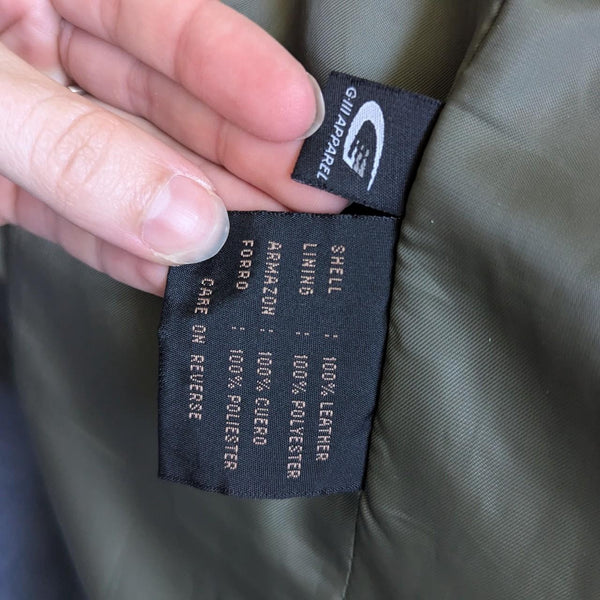 G-III APPAREL
SHELL : 100% LEATHER
LINING : 100% POLYESTER
ARMAZON : 100% CUERO
FORRO : 100% POLIESTER
CARE ON REVERSE